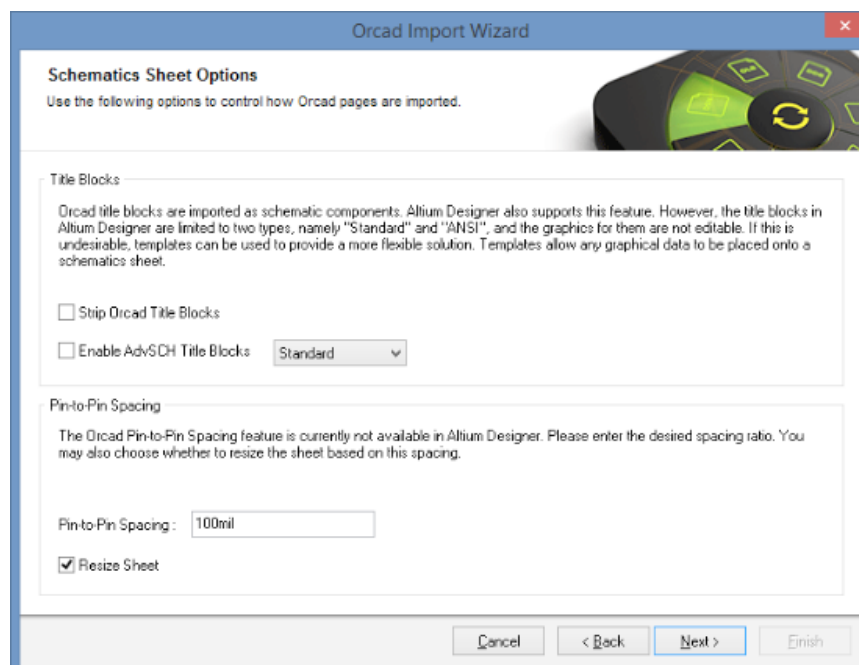 Orcad Import Wizard
Schematics Sheet Options
Use the following options to control how Orcad pages are imported.
Title Blocks
Orcad title blocks are imported as schematic components. Altium Designer also supports this feature. However, the title blocks in
Altium Designer are limited to two types, namely "Standard" and "ANSI", and the graphics for them are not editable. If this is
undesirable, templates can be used to provide a more flexible solution. Templates allow any graphical data to be placed onto a
schematics sheet.
Strip Orcad Title Blocks
Enable AdvSCH Title Blocks
Standard
Pin-to-Pin Spacing
The Orcad Pin-to-Pin Spacing feature is currently not available in Altium Designer. Please enter the desired spacing ratio. You
may also choose whether to resize the sheet based on this spacing.
Pin-to-Pin Spacing :
100mil
Resize Sheet
Cancel
< Back
Next >
Finish